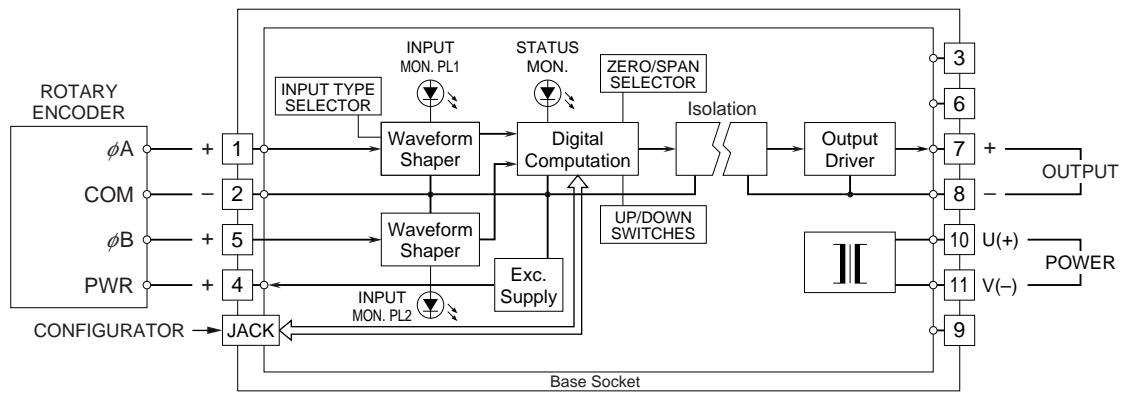 INPUT
MON. PL1
STATUS
MON.
ZERO/SPAN
SELECTOR
3
ROTARY
ENCODER
INPUT TYPE
SELECTOR
Isolation
6
ϕA
+
1
Waveform
Shaper
Digital
Computation
Output
Driver
7
+
OUTPUT
COM
–
2
8
–
UP/DOWN
SWITCHES
ϕB
+
5
Waveform
Shaper
10
U(+)
POWER
PWR
+
4
Exc.
Supply
11
V(–)
INPUT
MON. PL2
CONFIGURATOR
JACK
9
Base Socket